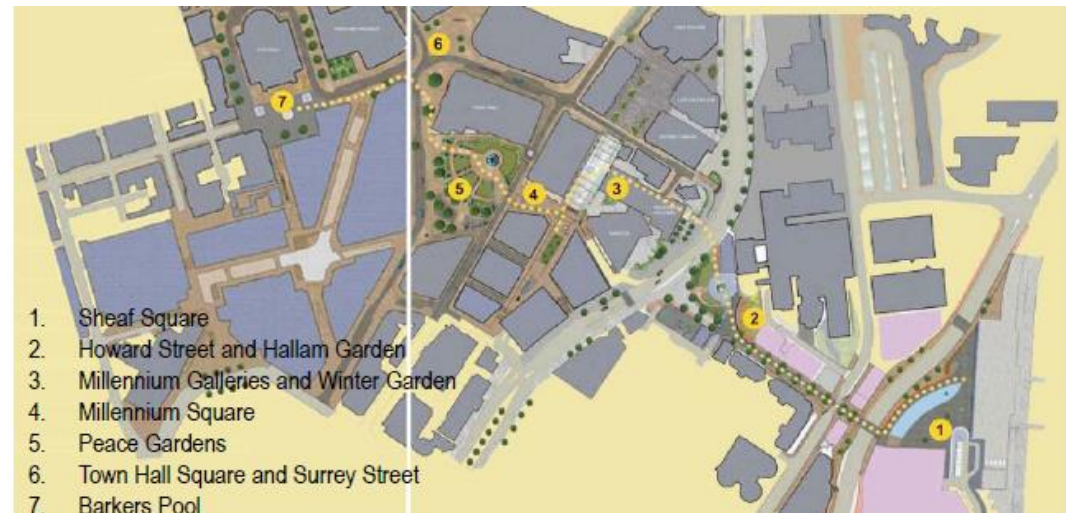 6
7
5
4
3
2
1
TOWN HALL
1. Sheaf Square
2. Howard Street and Hallam Garden
3. Millennium Galleries and Winter Garden
4. Millennium Square
5. Peace Gardens
6. Town Hall Square and Surrey Street
7. Barkers Pool